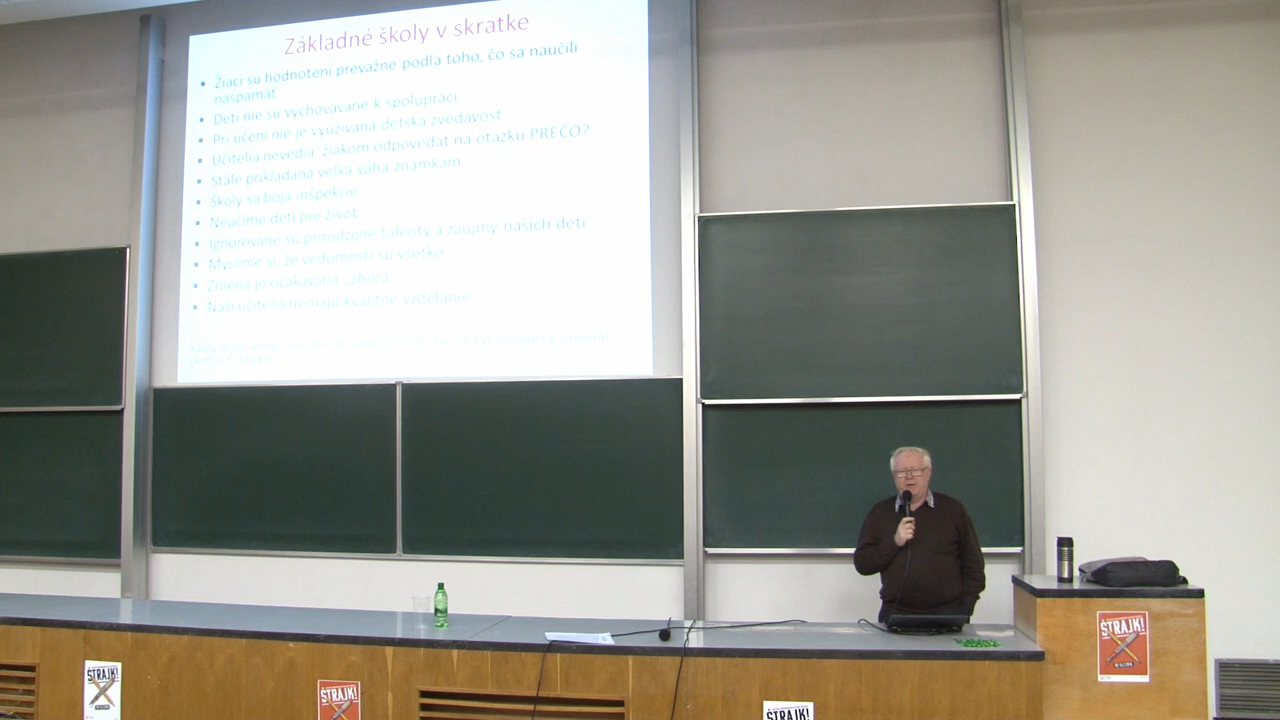 Základné školy v skratke
Žiaci sú hodnotení prevažne podľa toho, čo sa naučili
naspamäť
Deti nie sú vychovávané k spolupráci
Pri učení nie je využívaná detská zvedavosť
Učitelia nevedia žiakom odpovedať na otázku PREČO?
Stále prikladaná veľká váha známkam
Školy sa boja inšpekcie
Neučíme deti pre život
Ignorované sú prirodzené talenty a záujmy našich detí
Myslíme si, že vedomosti sú všetko
Zmena je očakávaná „zhora“
Naši učitelia nemajú kvalitné vzdelanie
ŠTRAJK!
ŠTRAJK!
ŠTRAJK!
ŠTRAJK!